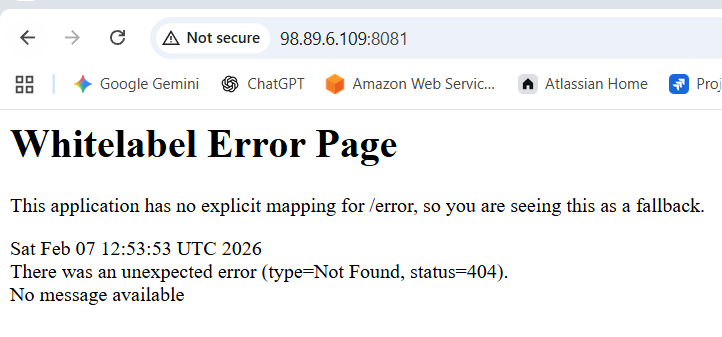 Not secure 98.89.6.109:8081
Google Gemini ChatGPT Amazon Web Servic... Atlassian Home Proj
Whitelabel Error Page
This application has no explicit mapping for /error, so you are seeing this as a fallback.
Sat Feb 07 12:53:53 UTC 2026
There was an unexpected error (type=Not Found, status=404).
No message available